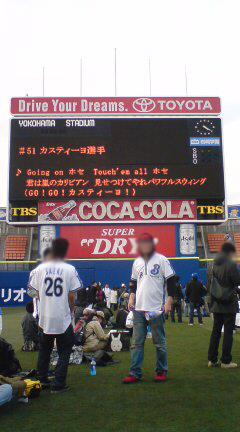 Drive Your Dreams. TOYOTA
YOKOHAMA STADIUM
#51 カスティーヨ選手
♪ Going on ホセ Touch'em all ホセ
君は嵐のカリビアン 見せつけてやれパワフルスウィング
(GO!GO!カスティーヨ!)
S
B
O
TBS Coca-Cola COCA-COLA TBS
SUPER
"DRY"
SAEKI
26
B